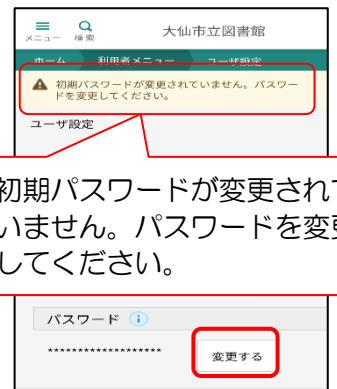 メニュー 検索 大仙市立図書館
ホーム 利用者メニュー ユーザ設定
初期パスワードが変更されていません。パスワー
ドを変更してください。
ユーザ設定
初期パスワードが変更されて
いません。パスワードを変更
してください。
パスワード i
******************* 変更する